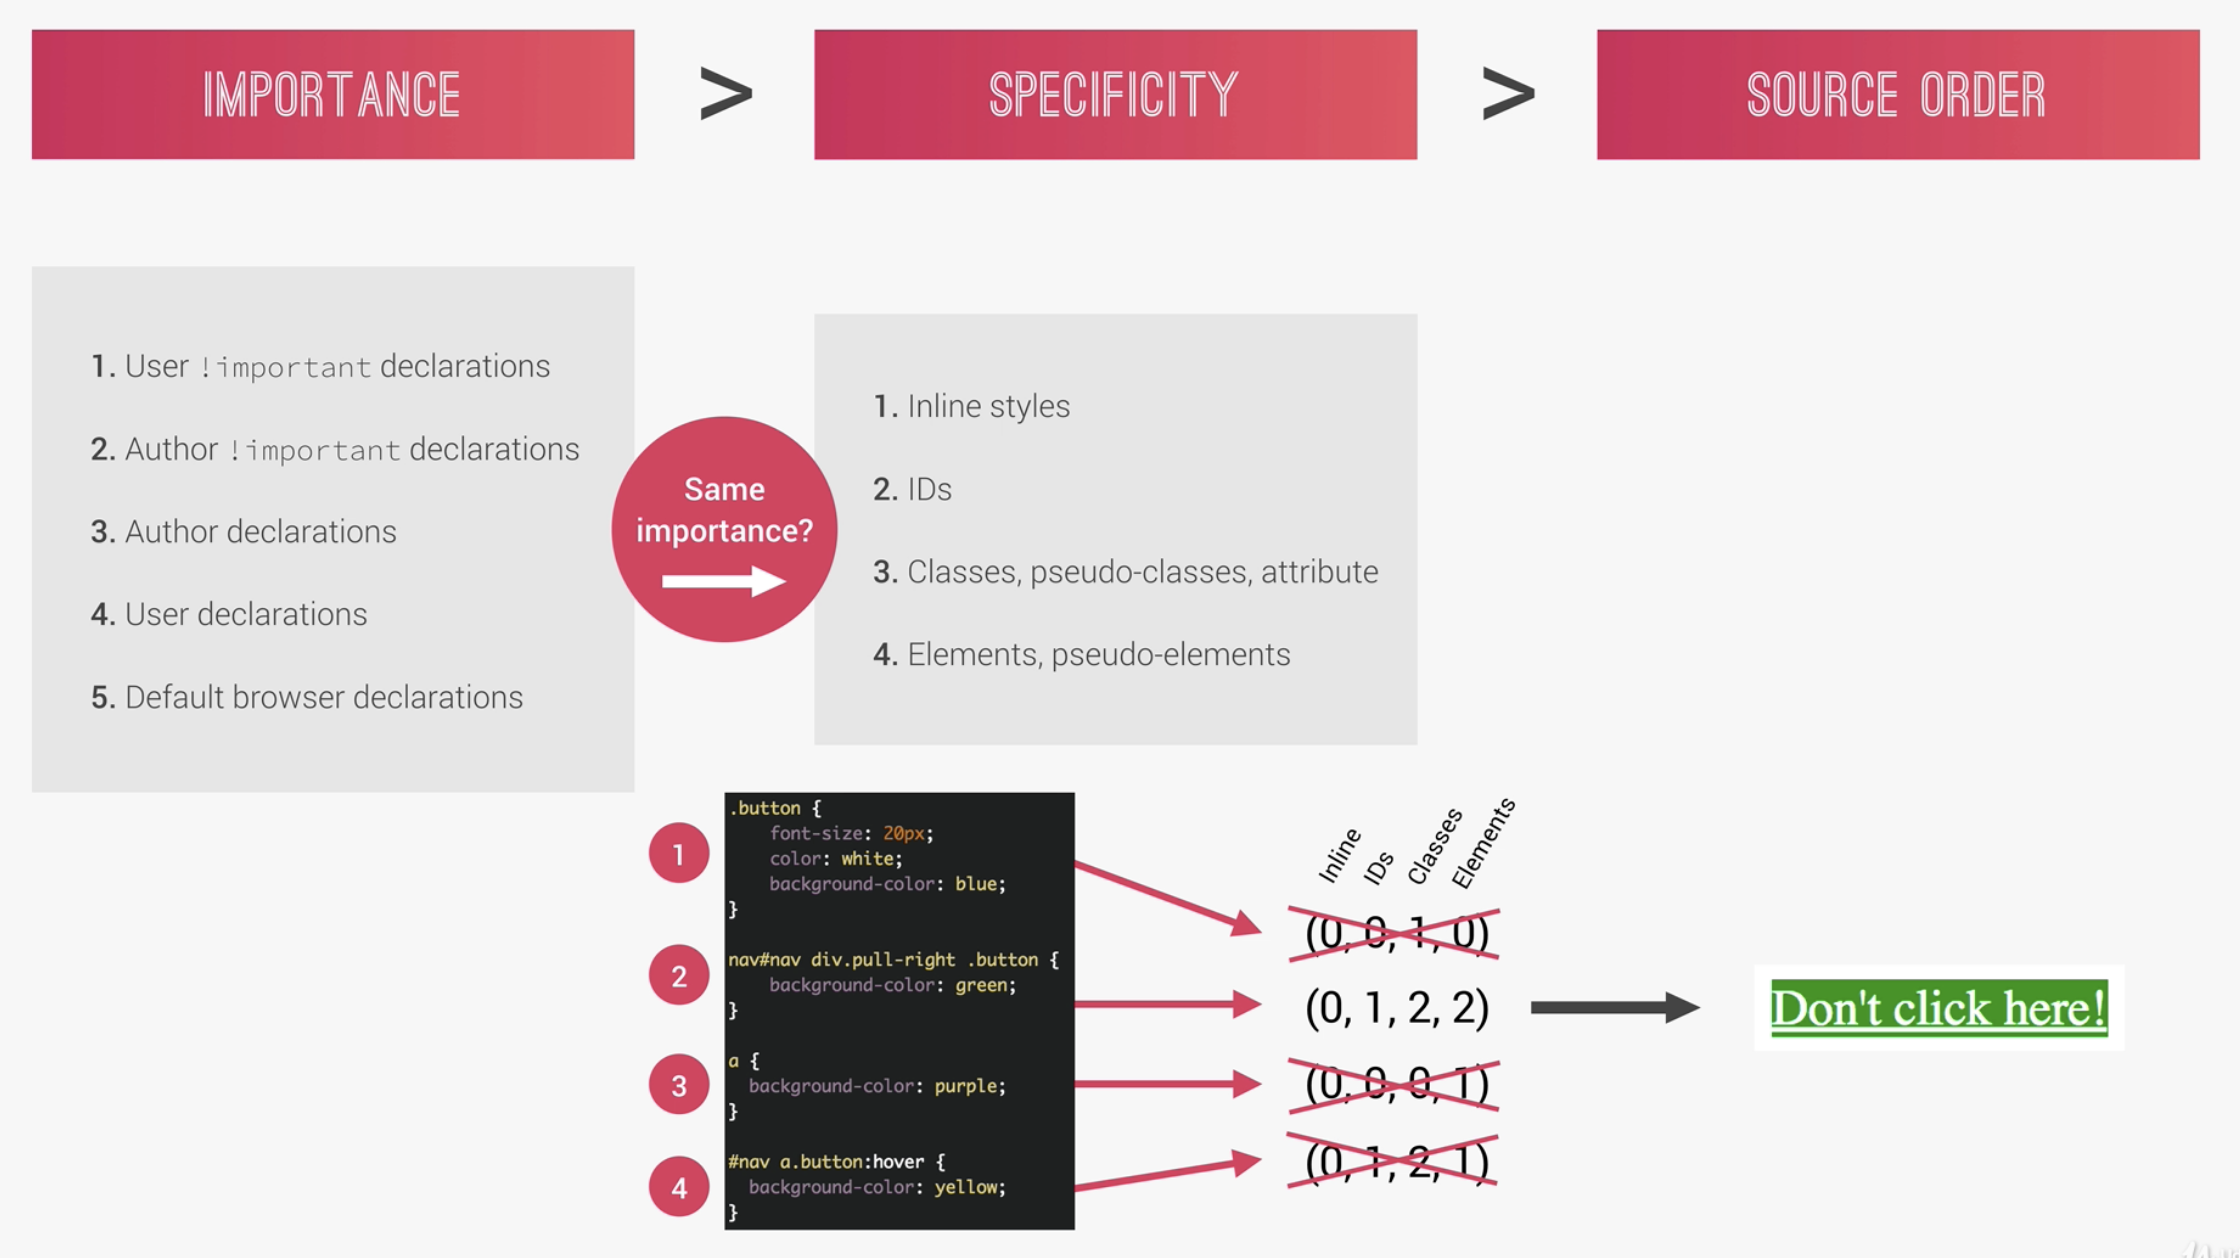 IMPORTANCE
>
SPECIFICITY
>
SOURCE ORDER
1. User !important declarations
2. Author !important declarations
3. Author declarations
4. User declarations
5. Default browser declarations
Same
importance?
1. Inline styles
2. IDs
3. Classes, pseudo-classes, attribute
4. Elements, pseudo-elements
1
.button {
font-size: 20px;
color: white;
background-color: blue;
}
2
nav#nav div.pull-right .button {
background-color: green;
}
3
a {
background-color: purple;
}
4
#nav a.button:hover {
background-color: yellow;
}
Inline
IDs
Classes
Elements
(0, 0, 1, 0)
(0, 1, 2, 2)
(0, 0, 0, 1)
(0, 1, 2, 1)
Don't click here!